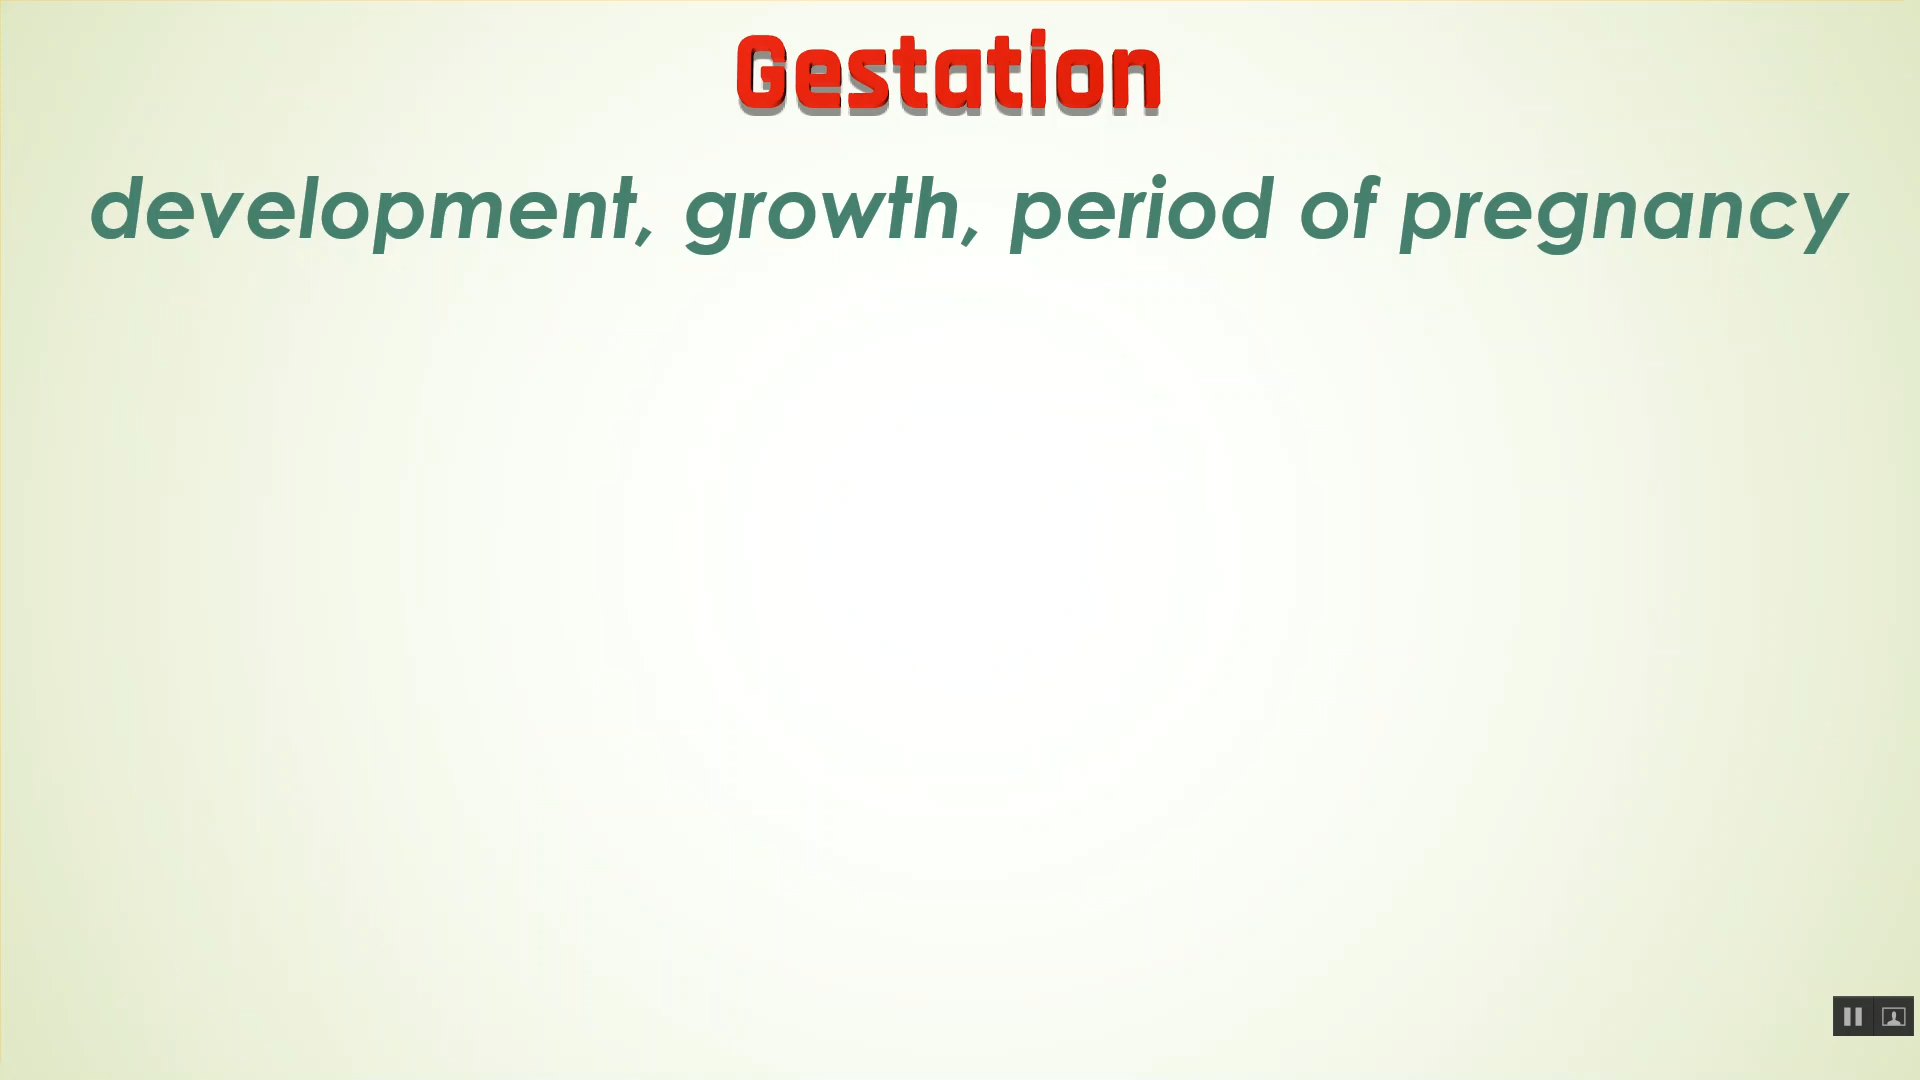 Gestation
development, growth, period of pregnancy